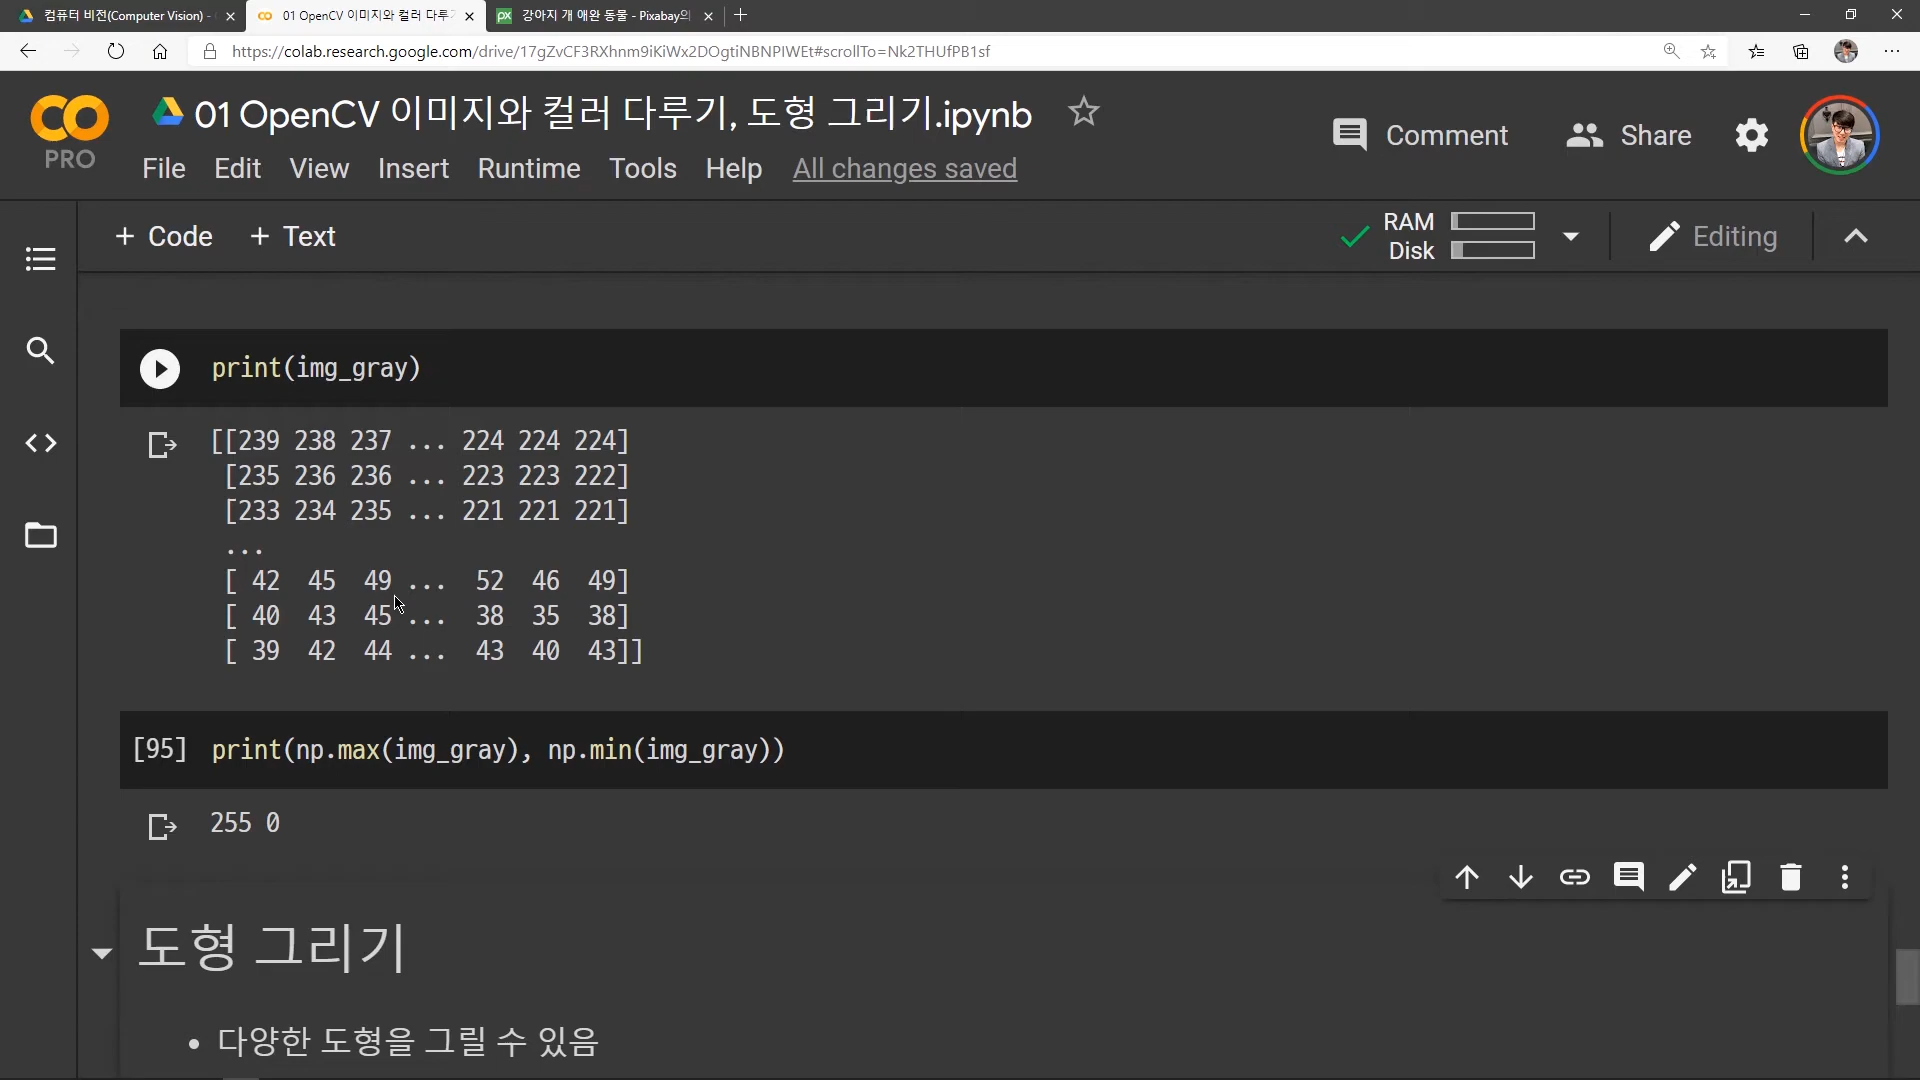 컴퓨터 비전(Computer Vision) -
01 OpenCV 이미지와 컬러 다루
강아지 개 애완 동물 - Pixabay의
https://colab.research.google.com/drive/17gZvCF3RXhnm9iKiWx2DOgtiNBNPIWEt#scrollTo=Nk2THUfPB1sf
CO
PRO
01 OpenCV 이미지와 컬러 다루기, 도형 그리기.ipynb
Comment
Share
File Edit View Insert Runtime Tools Help All changes saved
+ Code + Text
RAM
Disk
Editing
print(img_gray)
[[239 238 237 ... 224 224 224]
[235 236 236 ... 223 223 222]
[233 234 235 ... 221 221 221]
...
[ 42 45 49 ... 52 46 49]
[ 40 43 45 ... 38 35 38]
[ 39 42 44 ... 43 40 43]]
[95] print(np.max(img_gray), np.min(img_gray))
255 0
도형 그리기
• 다양한 도형을 그릴 수 있음